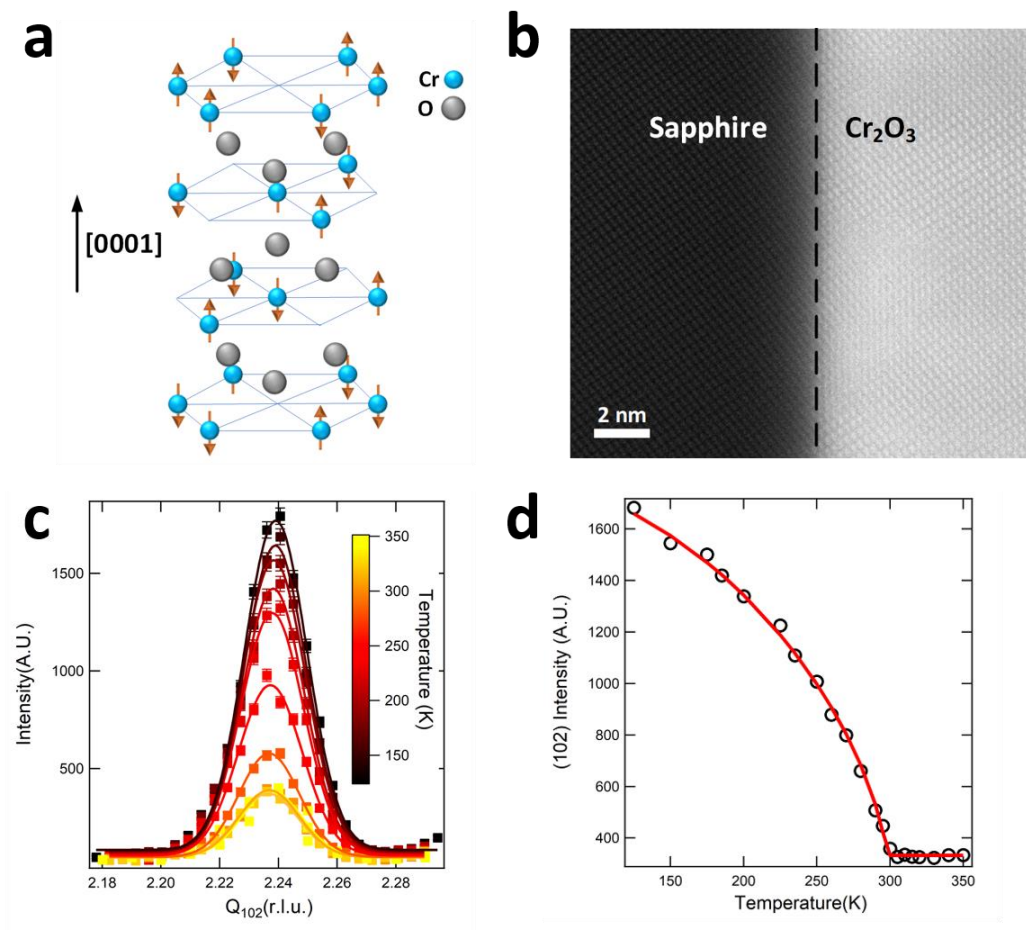 a
Cr
O
[0001]
b
Sapphire
Cr₂O₃
2 nm
c
Intensity(A.U.)
1500
1000
500
2.18
2.20
2.22
2.24
2.26
2.28
Q₁₀₂(r.l.u.)
350
300
250
200
150
Temperature (K)
d
(102) Intensity (A.U.)
1600
1400
1200
1000
800
600
400
150
200
250
300
350
Temperature(K)